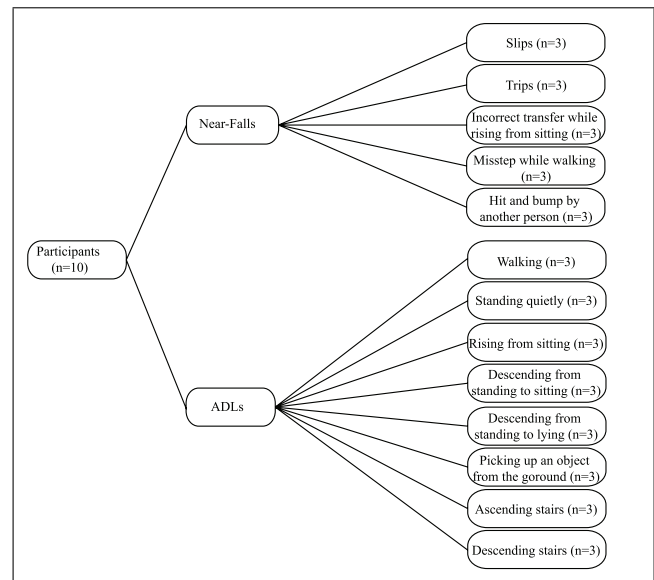 Participants
(n=10)
Near-Falls
Slips (n=3)
Trips (n=3)
Incorrect transfer while
rising from sitting (n=3)
Misstep while walking
(n=3)
Hit and bump by
another person (n=3)
ADLs
Walking (n=3)
Standing quietly (n=3)
Rising from sitting (n=3)
Descending from
standing to sitting (n=3)
Descending from
standing to lying (n=3)
Picking up an object
from the goround (n=3)
Ascending stairs (n=3)
Descending stairs (n=3)